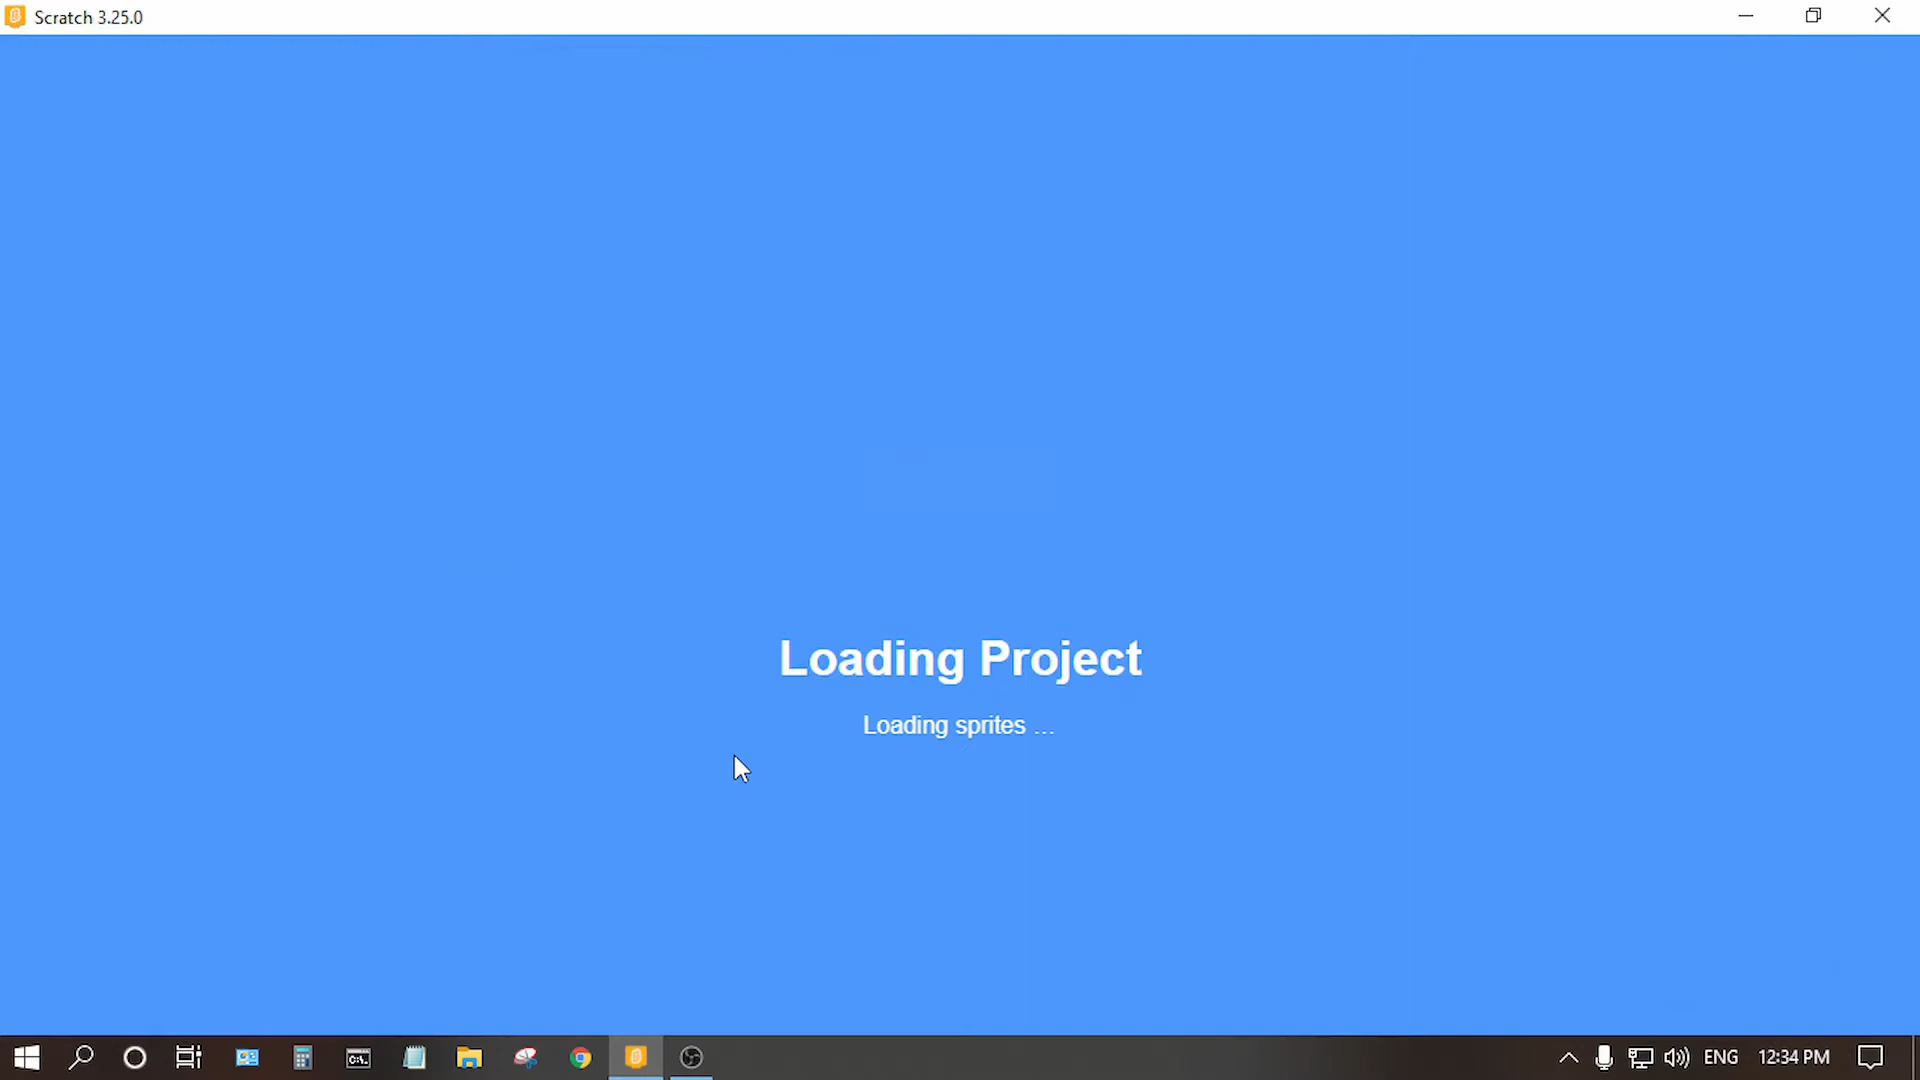 Scratch 3.25.0
Loading Project
Loading sprites …
C:\.
ENG
12:34 PM